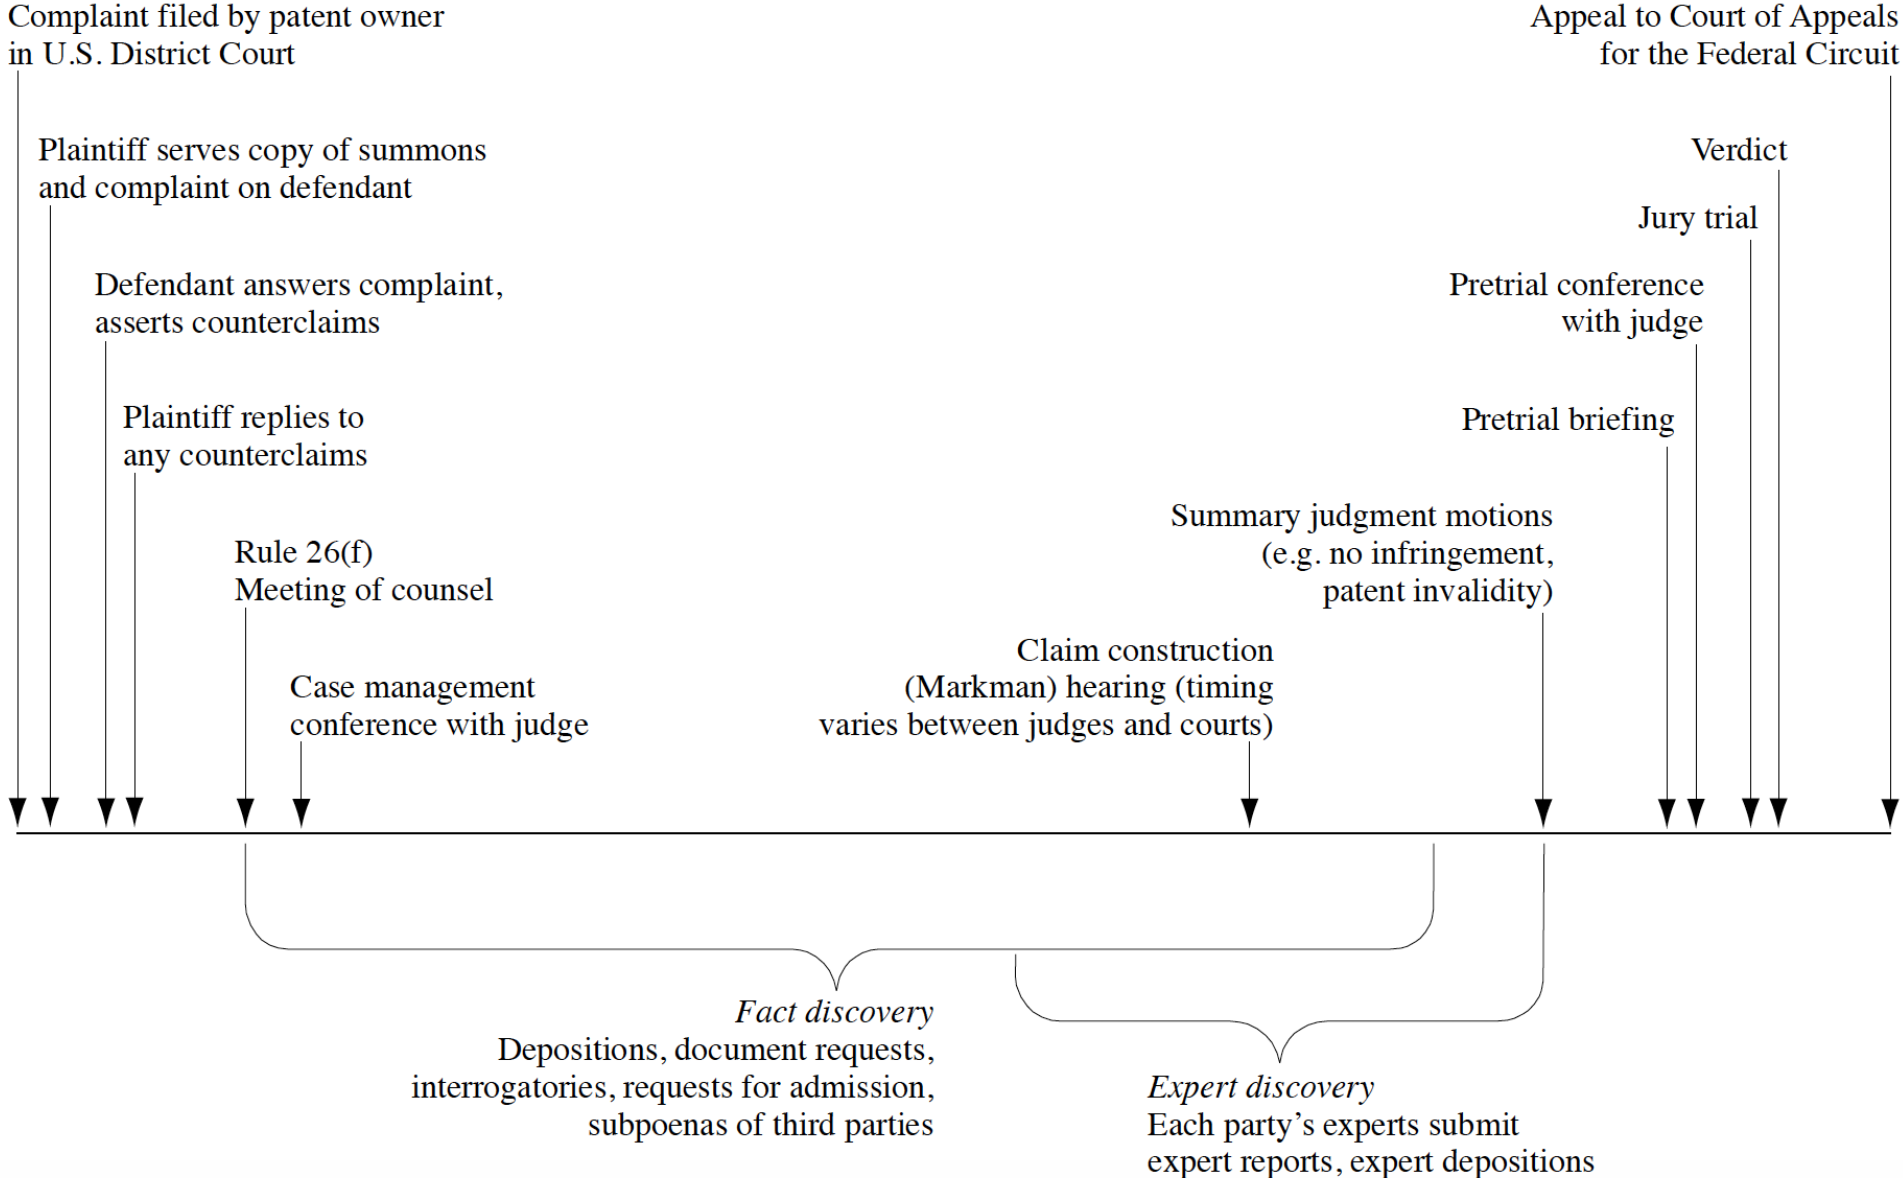 Complaint filed by patent owner
in U.S. District Court
Appeal to Court of Appeals
for the Federal Circuit
Plaintiff serves copy of summons
and complaint on defendant
Verdict
Jury trial
Defendant answers complaint,
asserts counterclaims
Pretrial conference
with judge
Plaintiff replies to
any counterclaims
Pretrial briefing
Summary judgment motions
(e.g. no infringement,
patent invalidity)
Rule 26(f)
Meeting of counsel
Claim construction
(Markman) hearing (timing
varies between judges and courts)
Case management
conference with judge
Fact discovery
Depositions, document requests,
interrogatories, requests for admission,
subpoenas of third parties
Expert discovery
Each party’s experts submit
expert reports, expert depositions